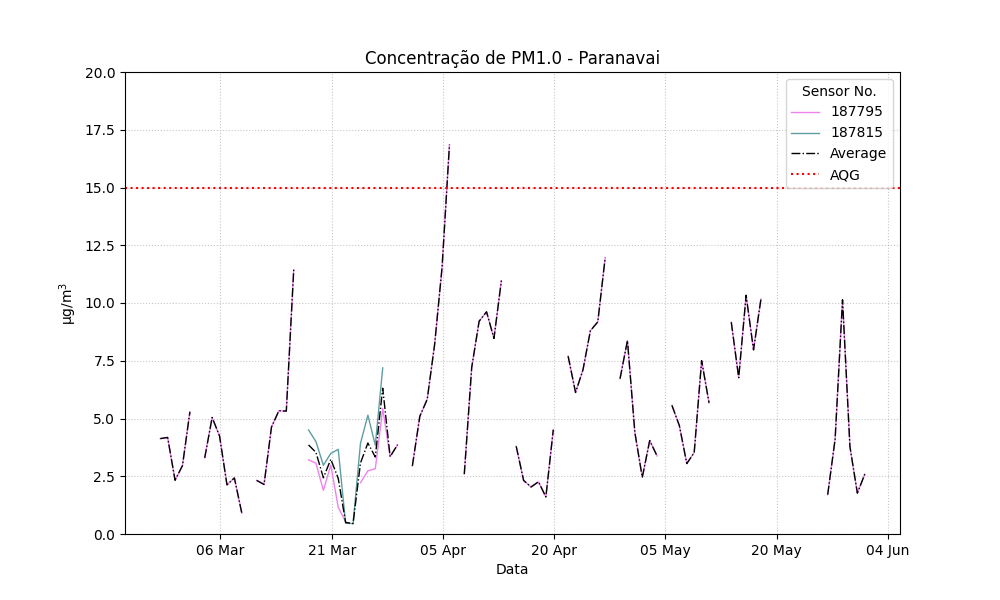 Concentração de PM1.0 - Paranavai
Sensor No.
187795
187815
Average
AQG
20.0
17.5
15.0
12.5
10.0
7.5
5.0
2.5
0.0
µg/m³
06 Mar
21 Mar
05 Apr
20 Apr
05 May
20 May
04 Jun
Data